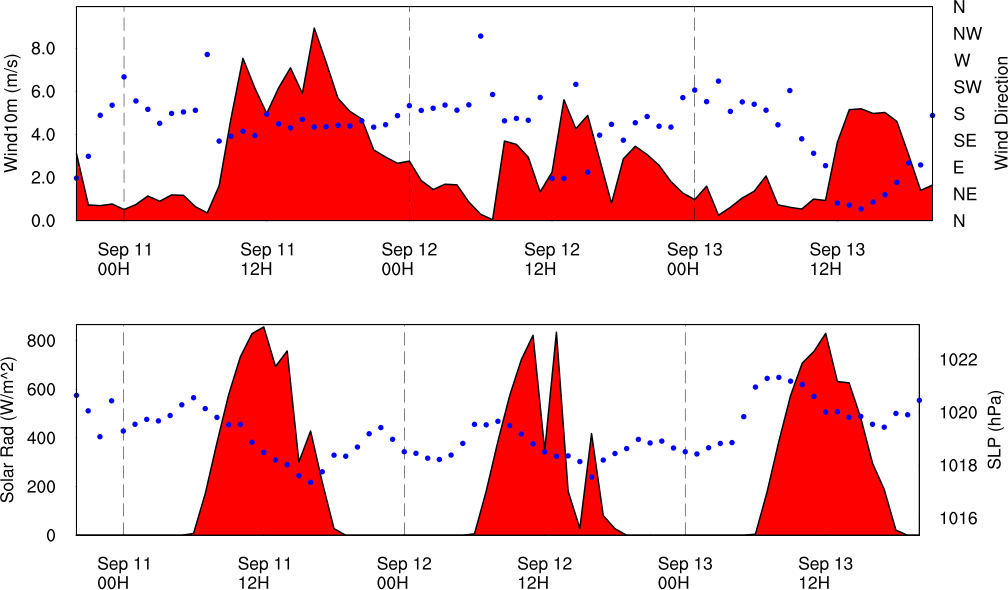 Wind10m (m/s)
8.0
6.0
4.0
2.0
0.0
N
NW
W
SW
S
SE
E
NE
N
Wind Direction
Sep 11 Sep 11 Sep 12 Sep 12 Sep 13 Sep 13
00H 12H 00H 12H 00H 12H
Solar Rad (W/m^2)
800
600
400
200
0
1022
1020
1018
1016
SLP (hPa)
Sep 11 Sep 11 Sep 12 Sep 12 Sep 13 Sep 13
00H 12H 00H 12H 00H 12H